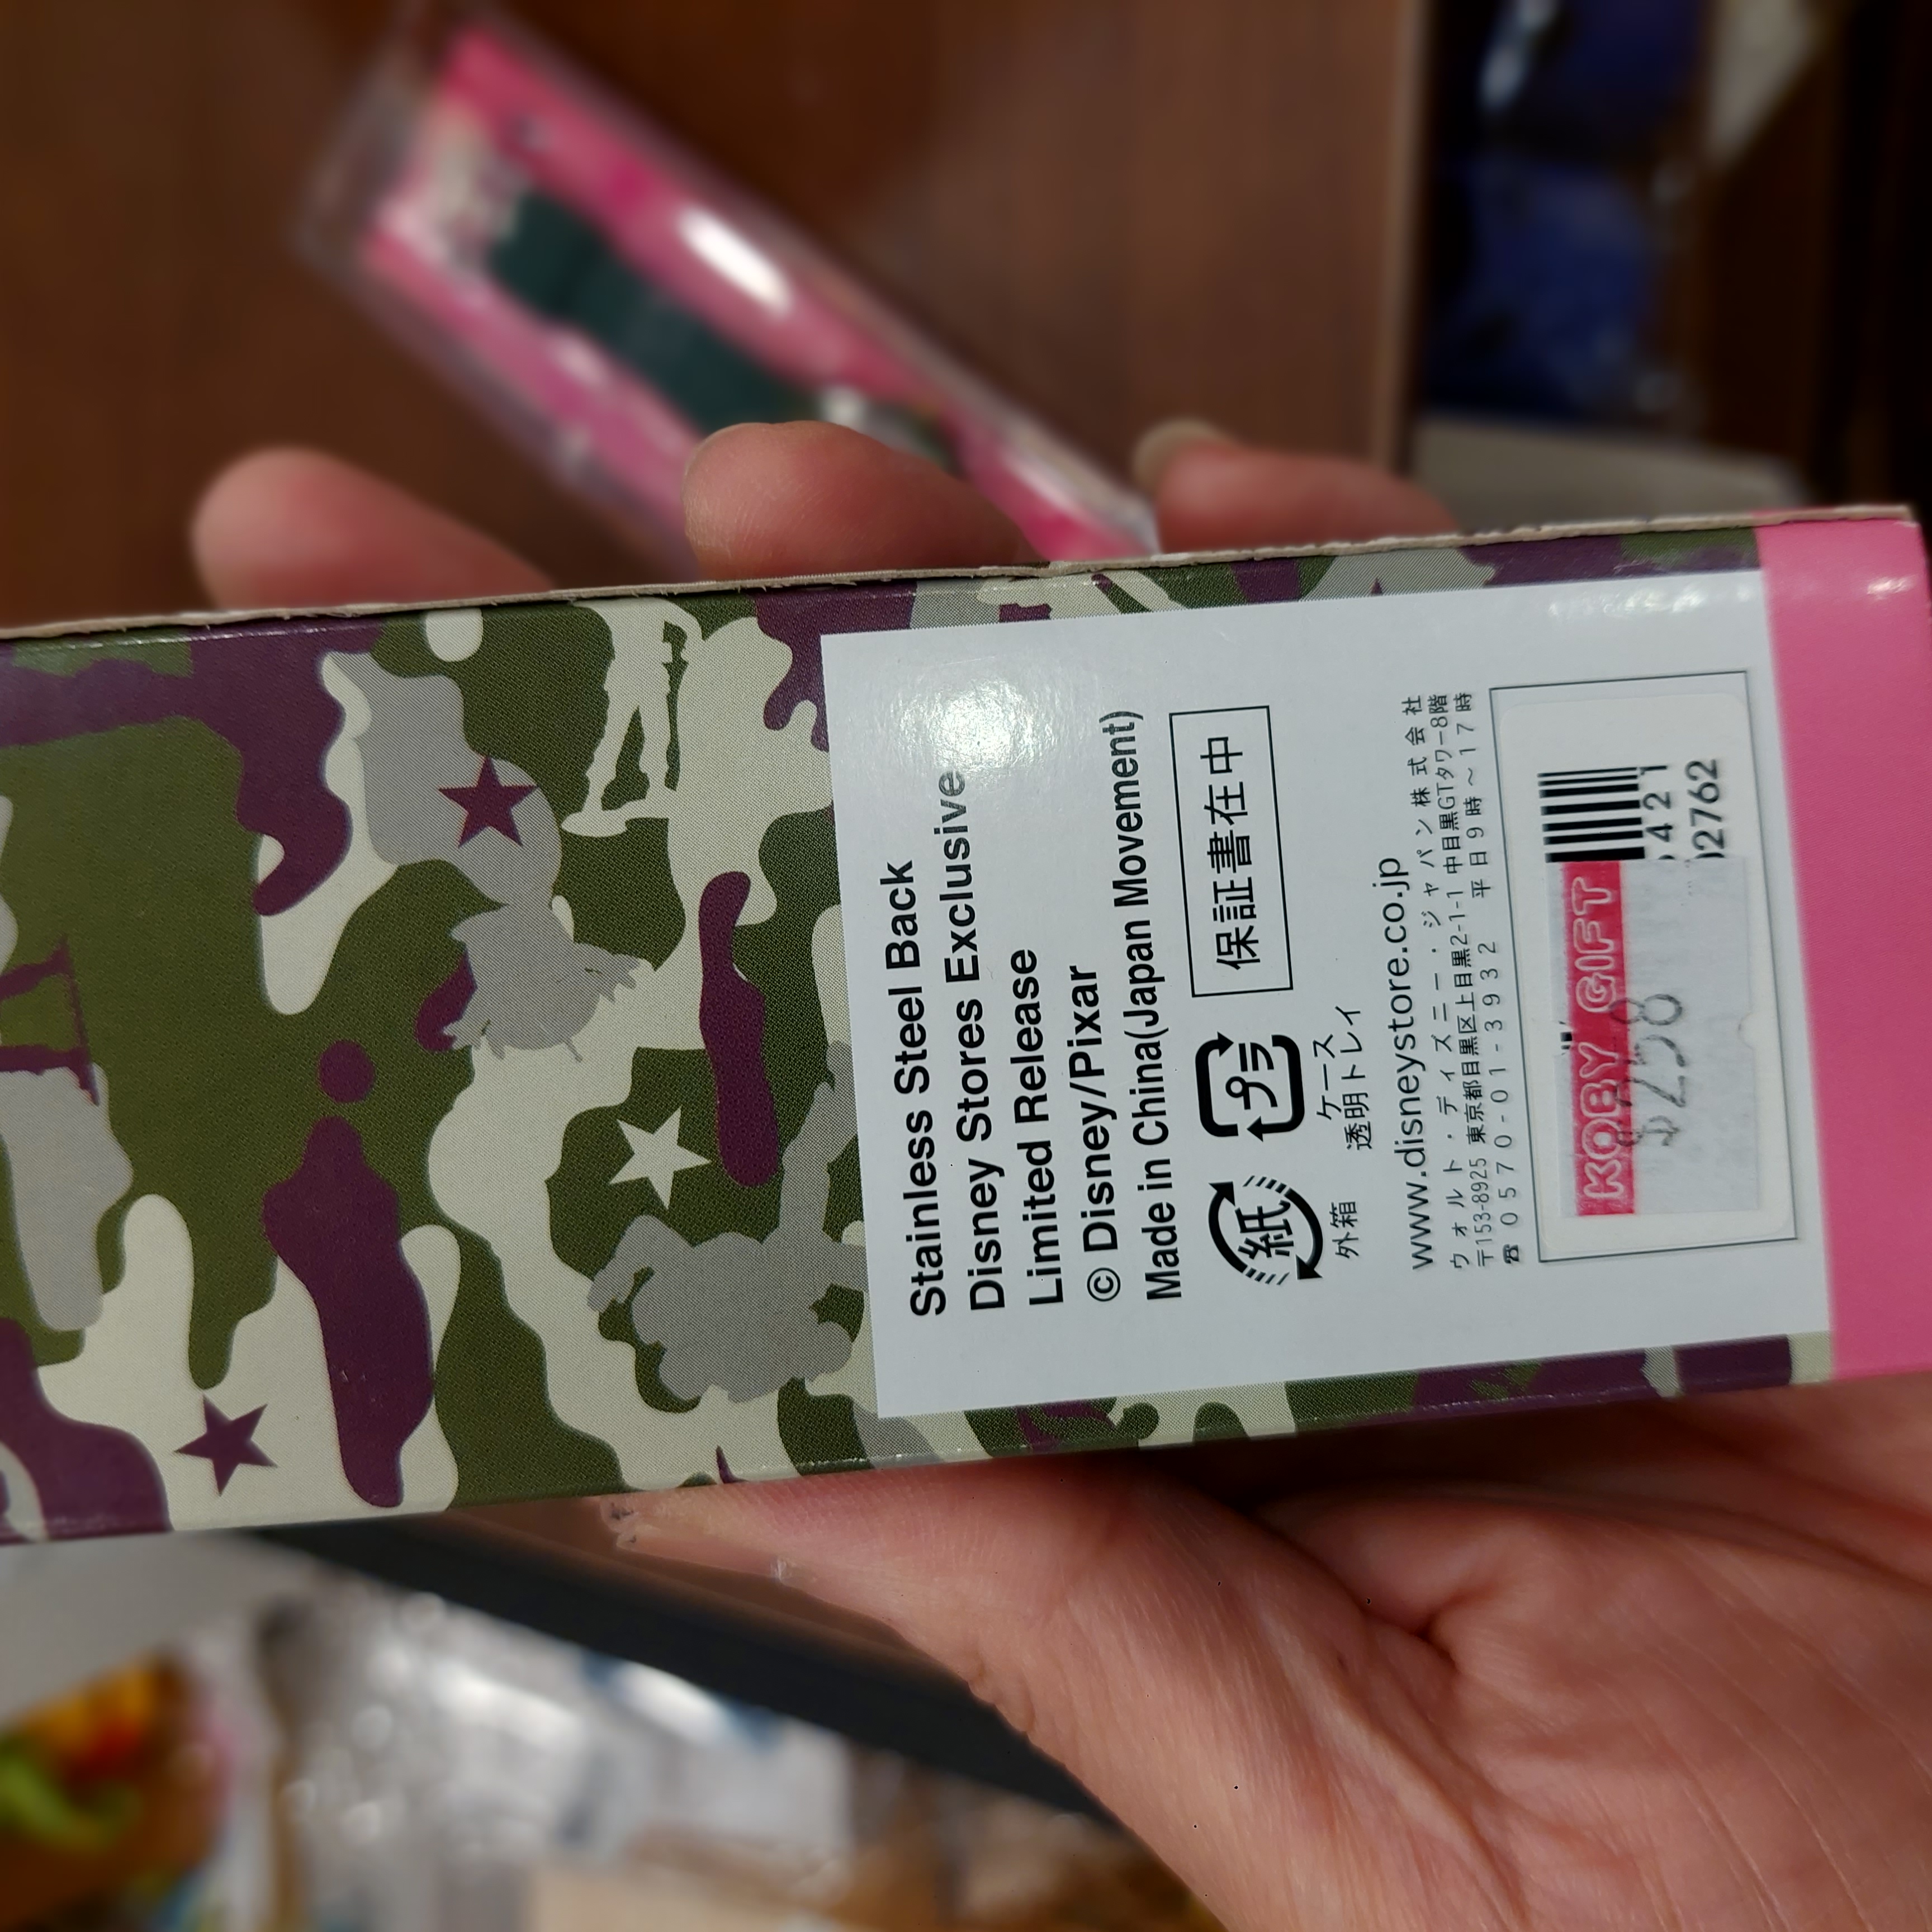 Stainless Steel Back
Disney Stores Exclusive
Limited Release
© Disney/Pixar
Made in China(Japan Movement)
紙
外箱
プラ
ケース
透明トレイ
保証書在中
www.disneystore.co.jp
ウォルト・ディズニー・ジャパン株式会社
〒153-8925 東京都目黒区上目黒2-1-1 中目黒GTタワー8階
☎0570-01-3932 平日9時～17時
KOBY GIFT
$258
421
02762